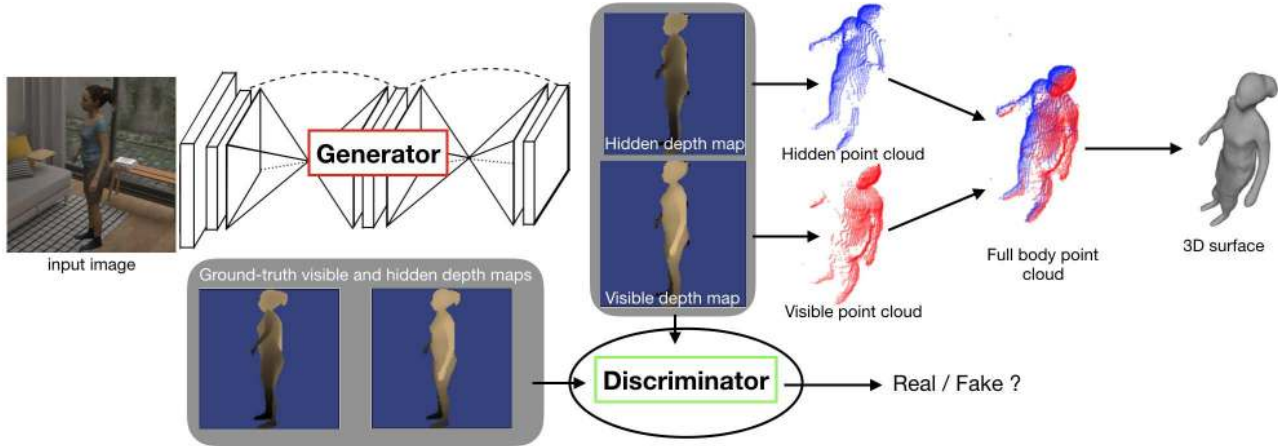 Generator
input image
Hidden depth map
Hidden point cloud
Visible depth map
Visible point cloud
Full body point
cloud
3D surface
Ground-truth visible and hidden depth maps
Discriminator
Real / Fake ?